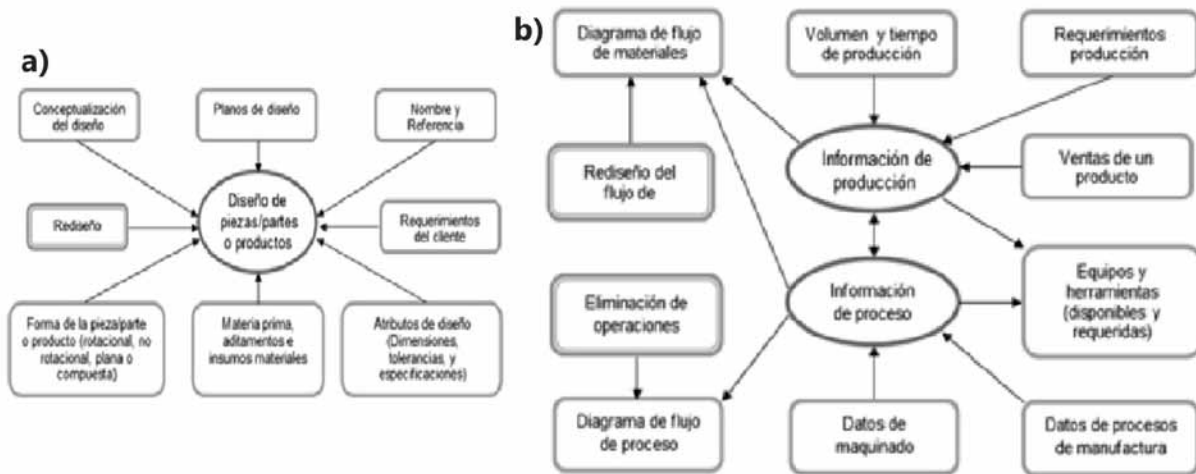 a)
Conceptualización
del diseño
Planos de diseño
Nombre y
Referencia
Rediseño
Diseño de
piezas/partes
o productos
Requerimientos
del cliente
Forma de la pieza/parte
o producto (rotacional, no
rotacional, plana o
compuesta)
Materia prima,
aditamentos e
insumos materiales
Atributos de diseño
(Dimensiones,
tolerancias, y
especificaciones)
b)
Diagrama de flujo
de materiales
Volumen y tiempo
de producción
Requerimientos
producción
Rediseño del
flujo de
Información de
producción
Ventas de un
producto
Eliminación de
operaciones
Información
de proceso
Equipos y
herramientas
(disponibles y
requeridas)
Diagrama de flujo
de proceso
Datos de
maquinado
Datos de procesos
de manufactura